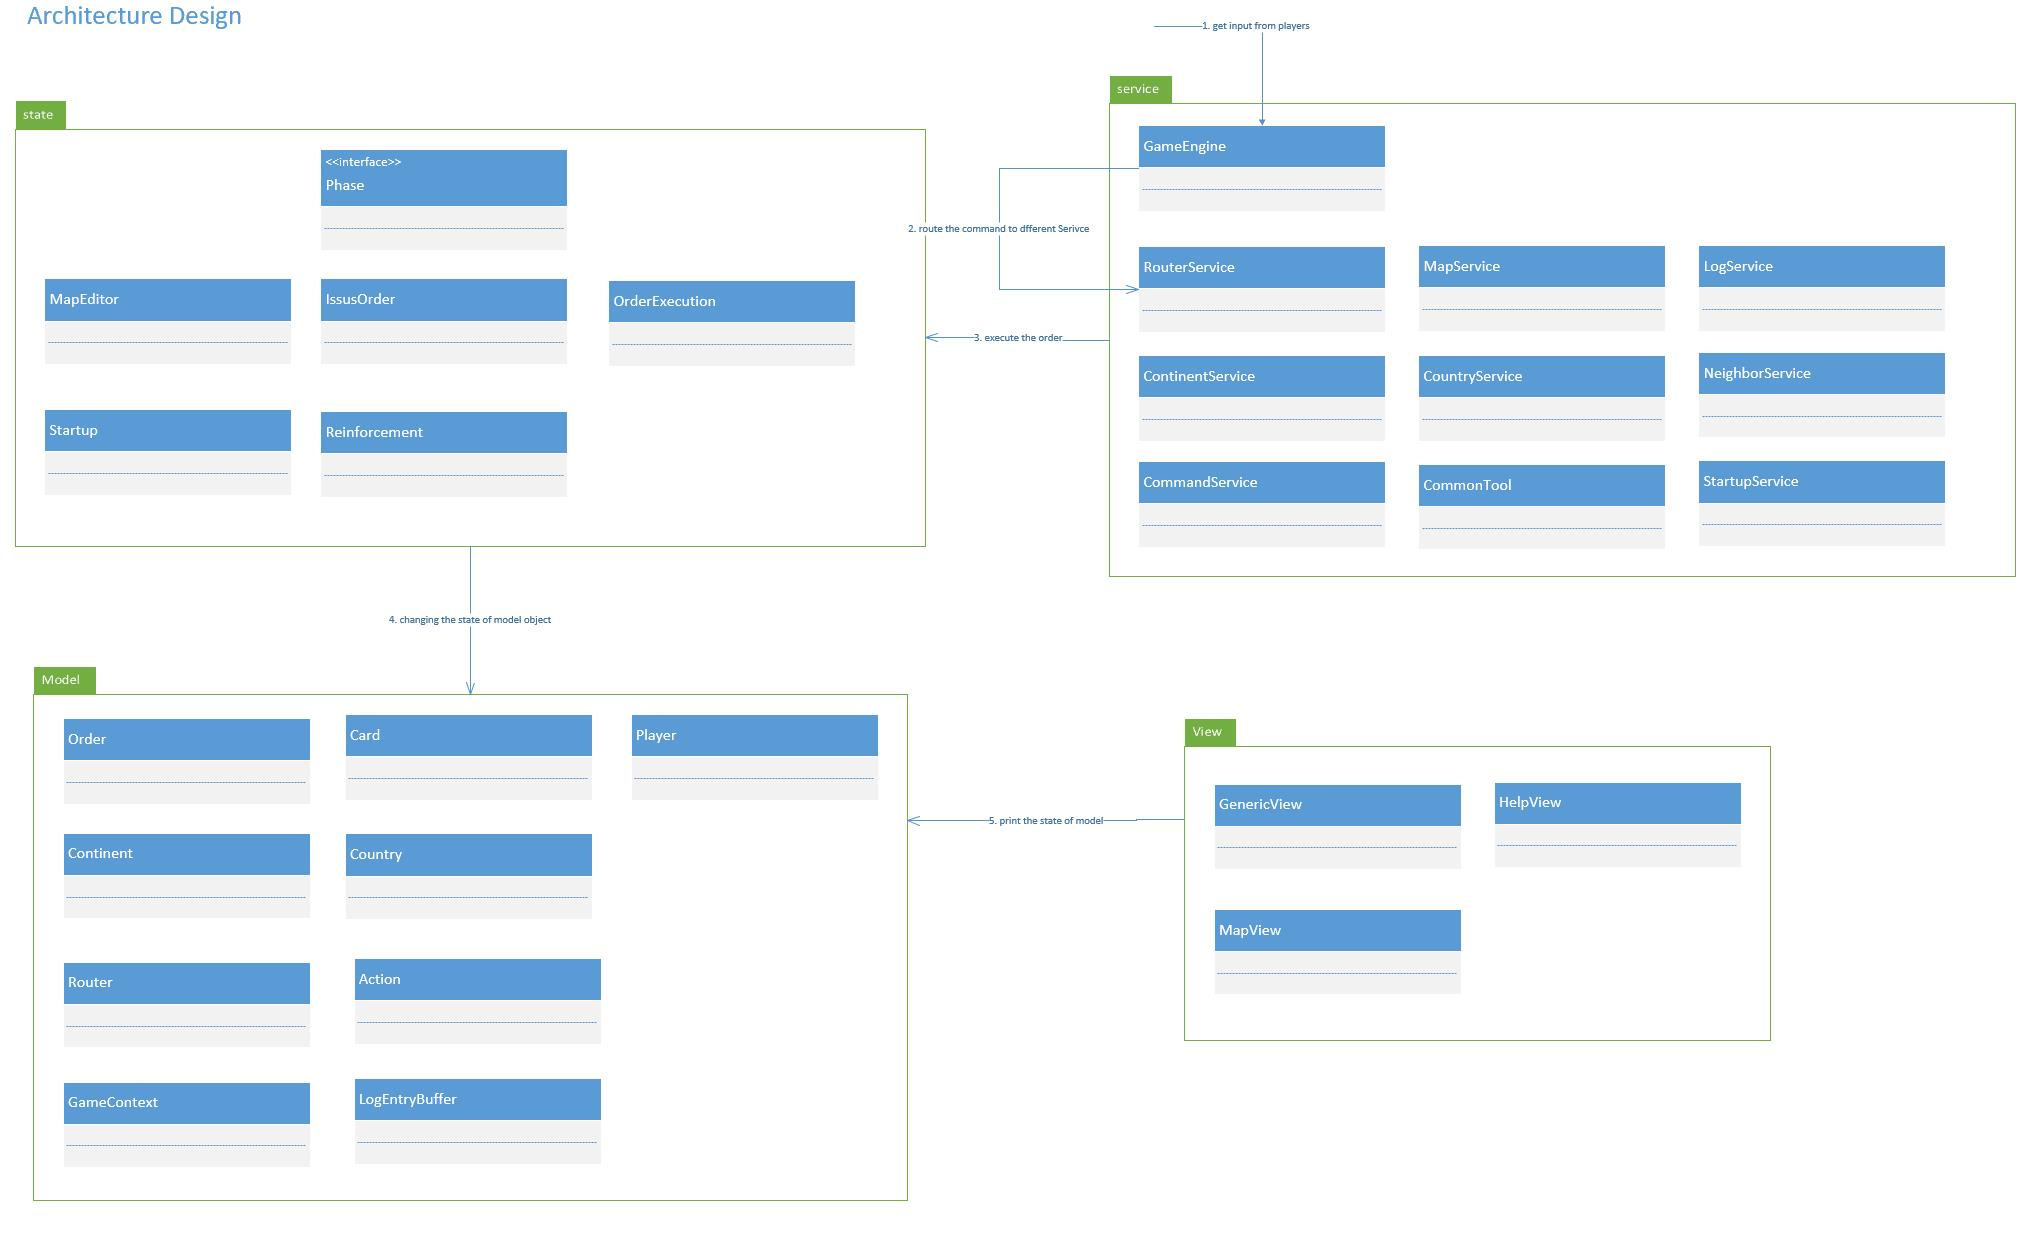 Architecture Design
1. get input from players
service
state
GameEngine
<<interface>>
Phase
2. route the command to dfferent Serivce
RouterService
MapService
LogService
MapEditor
IssusOrder
OrderExecution
3. execute the order
ContinentService
CountryService
NeighborService
Startup
Reinforcement
CommandService
CommonTool
StartupService
4. changing the state of model object
Model
Order
Card
Player
View
GenericView
HelpView
5. print the state of model
Continent
Country
MapView
Router
Action
GameContext
LogEntryBuffer